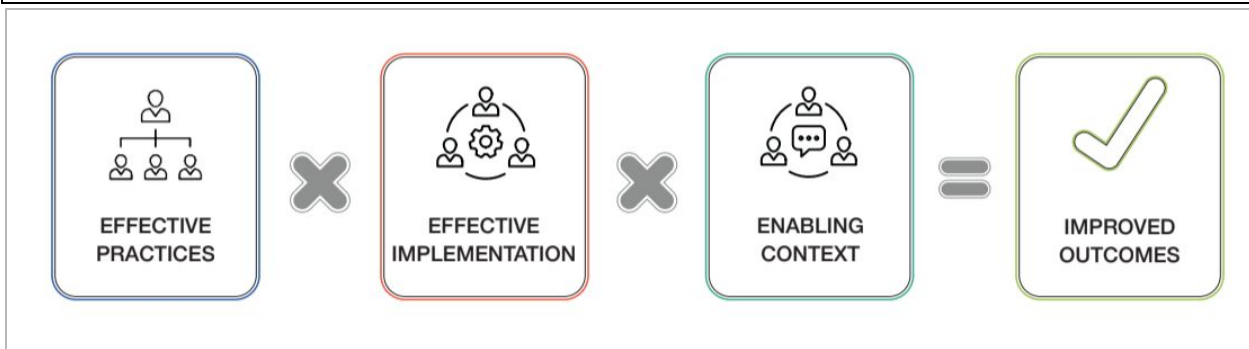 EFFECTIVE
PRACTICES
EFFECTIVE
IMPLEMENTATION
ENABLING
CONTEXT
IMPROVED
OUTCOMES